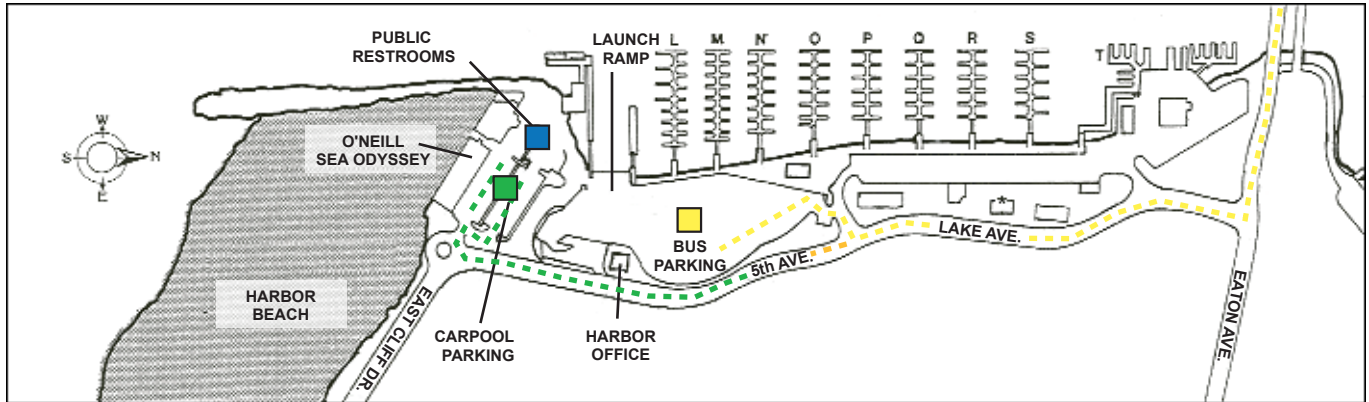 PUBLIC
RESTROOMS
LAUNCH
RAMP
L M N O P Q R S
T
W
S N
E
O'NEILL
SEA ODYSSEY
BUS
PARKING
5th AVE.
LAKE AVE.
HARBOR
BEACH
EAST CLIFF DR.
CARPOOL
PARKING
HARBOR
OFFICE
EATON AVE.